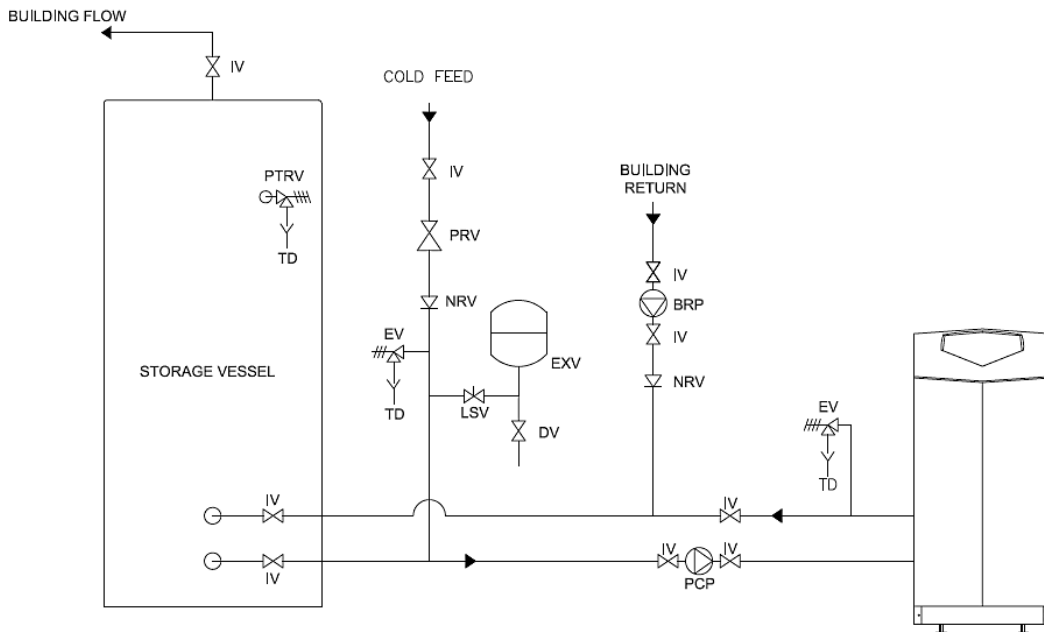 BUILDING FLOW
IV
COLD FEED
IV
PTRV
TD
PRV
NRV
EV
TD
LSV
EXV
DV
BUILDING
RETURN
IV
BRP
IV
NRV
STORAGE VESSEL
EV
TD
IV
IV
IV
IV
IV
PCP